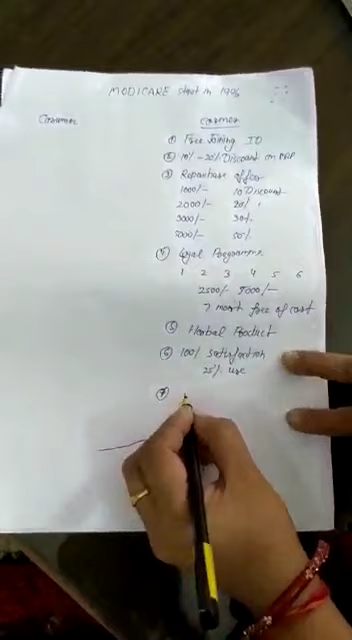 MODICARE start in 1996
Cosmos
Cosmos
① Free Joining ID
② 10% - 20% Discount on MRP
③ Repurchase offer
1000/- 10 Discount
2000/- 20% "
3000/- 30%
5000/- 50%
④ Loyal Programme
1 2 3 4 5 6
2500/- 5000/-
7 month free of cost
⑤ Herbal Product
⑥ 100% Satisfaction
25% use
⑦